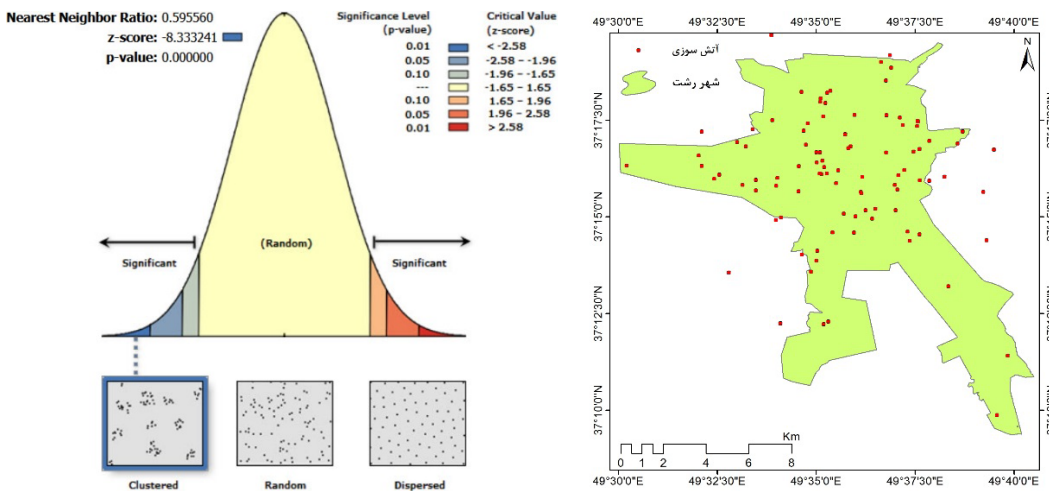 Nearest Neighbor Ratio: 0.595560
z-score: -8.333241
p-value: 0.000000
Significance Level
(p-value)
Critical Value
(z-score)
0.01 < -2.58
0.05 -2.58 - -1.96
0.10 -1.96 - -1.65
--- -1.65 - 1.65
0.10 1.65 - 1.96
0.05 1.96 - 2.58
0.01 > 2.58
(Random)
Significant
Significant
Clustered
Random
Dispersed
49°30'0"E 49°32'30"E 49°35'0"E 49°37'30"E 49°40'0"E
آتش سوزی
شهر رشت
N
37°17'30"N
37°15'0"N
37°12'30"N
37°10'0"N
Km
0 1 2 4 6 8
49°30'0"E 49°32'30"E 49°35'0"E 49°37'30"E 49°40'0"E